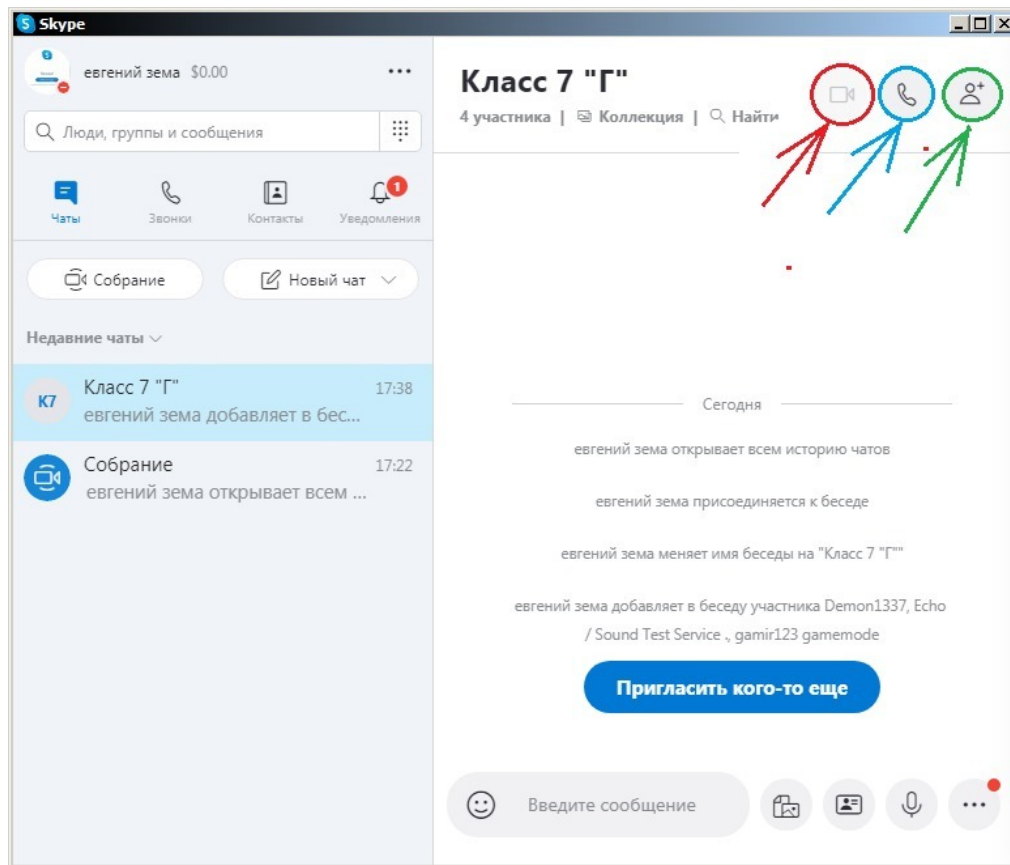 Skype
евгений зема $0.00
Люди, группы и сообщения
Чаты
Звонки
Контакты
Уведомления
1
Собрание
Новый чат
Недавние чаты
К7
Класс 7 "Г"
17:38
евгений зема добавляет в бес...
Собрание
17:22
евгений зема открывает всем ...
Класс 7 "Г"
4 участника | Коллекция | Найти
Сегодня
евгений зема открывает всем историю чатов
евгений зема присоединяется к беседе
евгений зема меняет имя беседы на "Класс 7 "Г""
евгений зема добавляет в беседу участника Demon1337, Echo
/ Sound Test Service ., gamir123 gamemode
Пригласить кого-то еще
Введите сообщение